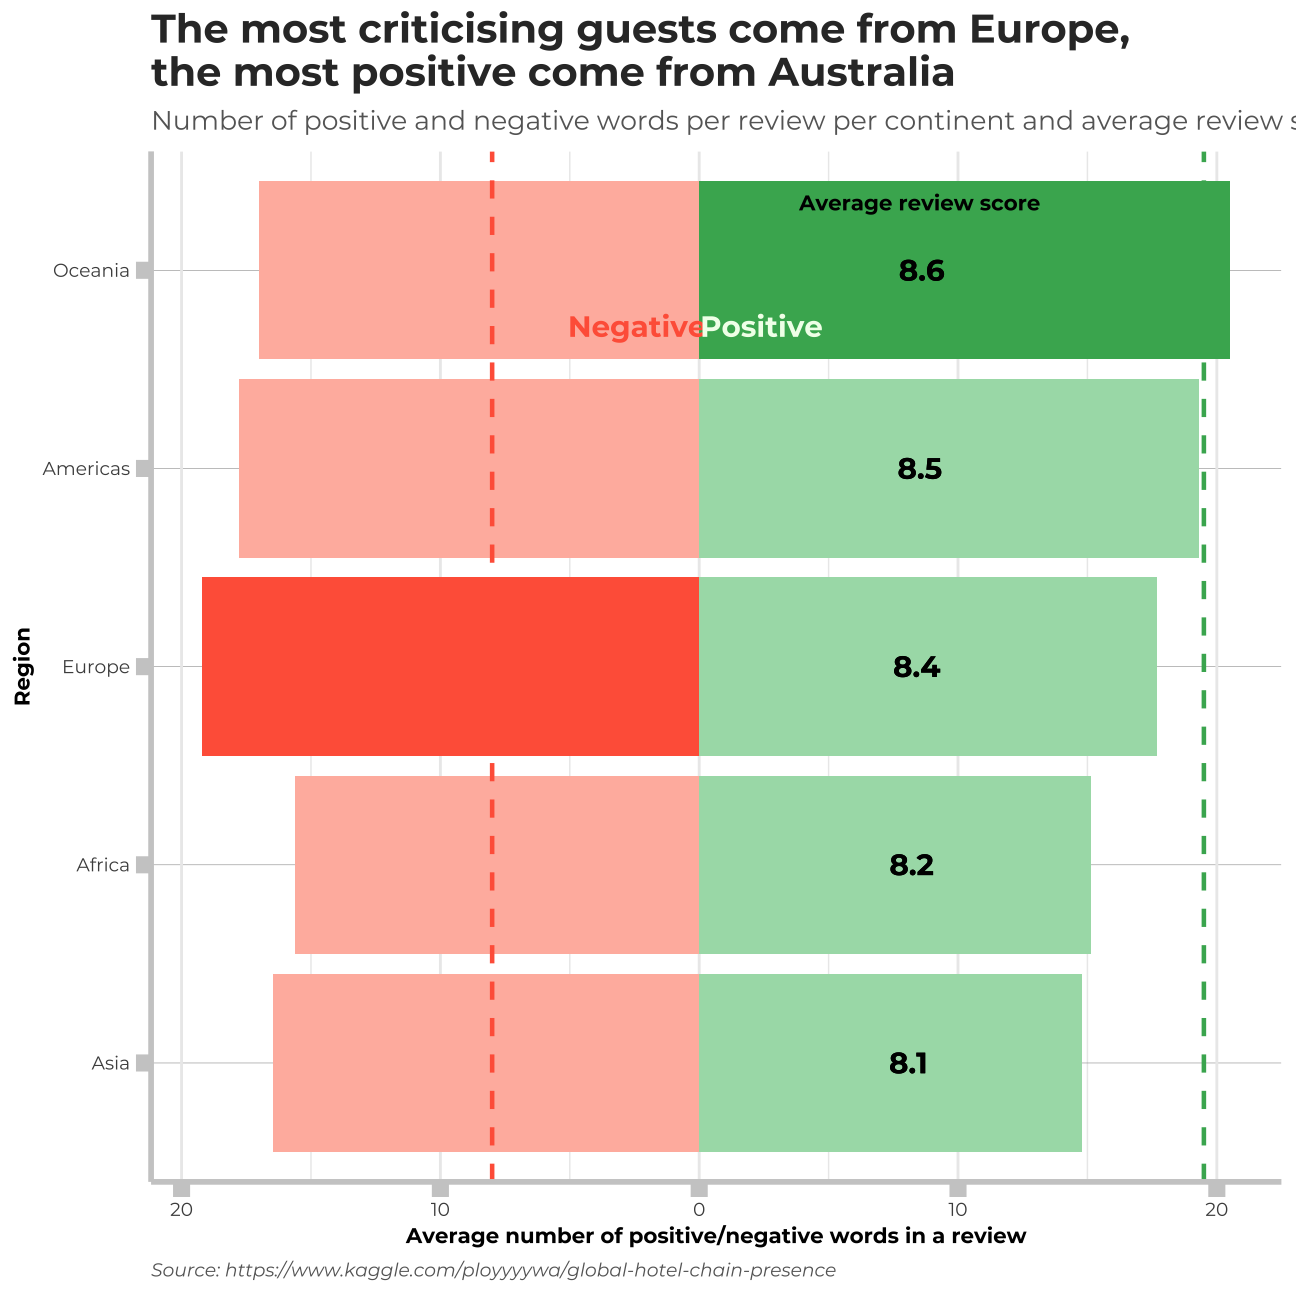 The most criticising guests come from Europe,
the most positive come from Australia
Number of positive and negative words per review per continent and average review
Average review score
Oceania
8.6
Negative Positive
Americas
8.5
Region
Europe
8.4
Africa
8.2
Asia
8.1
20 10 0 10 20
Average number of positive/negative words in a review
Source: https://www.kaggle.com/ployyyywa/global-hotel-chain-presence